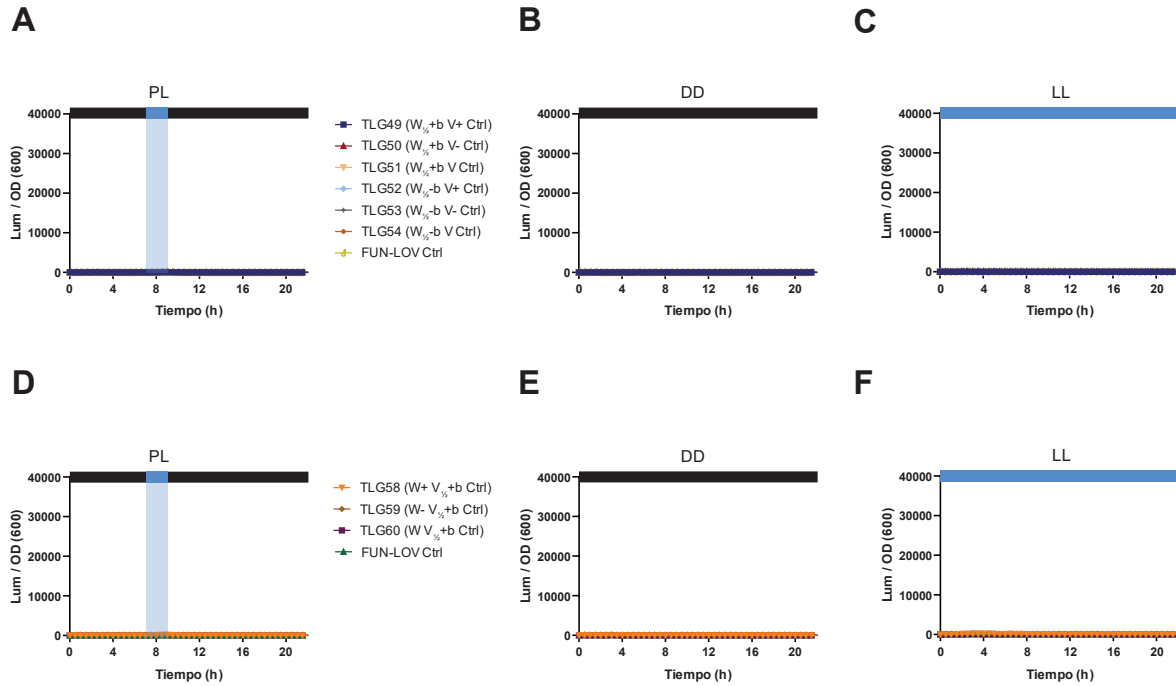 A
B
C
PL
DD
LL
40000
30000
20000
10000
0
Lum / OD (600)
0 4 8 12 16 20
Tiempo (h)
TLG49 (W½+b V+ Ctrl)
TLG50 (W½+b V- Ctrl)
TLG51 (W½+b V Ctrl)
TLG52 (W½-b V+ Ctrl)
TLG53 (W½-b V- Ctrl)
TLG54 (W½-b V Ctrl)
FUN-LOV Ctrl
40000
30000
20000
10000
0
Lum / OD (600)
0 4 8 12 16 20
Tiempo (h)
40000
30000
20000
10000
0
Lum / OD (600)
0 4 8 12 16 20
Tiempo (h)
D
E
F
PL
DD
LL
40000
30000
20000
10000
0
Lum / OD (600)
0 4 8 12 16 20
Tiempo (h)
TLG58 (W+ V½+b Ctrl)
TLG59 (W- V½+b Ctrl)
TLG60 (W V½+b Ctrl)
FUN-LOV Ctrl
40000
30000
20000
10000
0
Lum / OD (600)
0 4 8 12 16 20
Tiempo (h)
40000
30000
20000
10000
0
Lum / OD (600)
0 4 8 12 16 20
Tiempo (h)